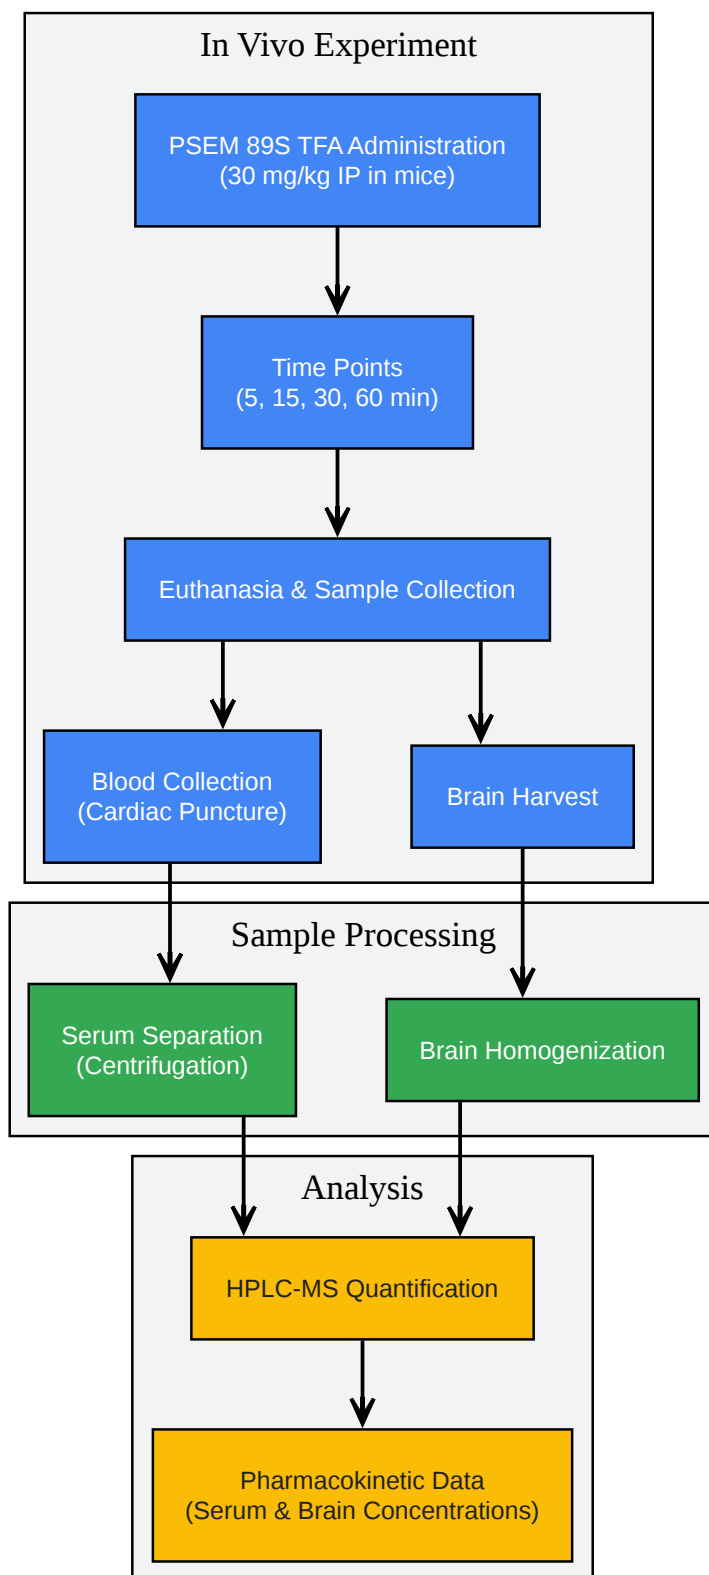 In Vivo Experiment
PSEM 89S TFA Administration
(30 mg/kg IP in mice)
Time Points
(5, 15, 30, 60 min)
Euthanasia & Sample Collection
Blood Collection
(Cardiac Puncture)
Brain Harvest
Sample Processing
Serum Separation
(Centrifugation)
Brain Homogenization
Analysis
HPLC-MS Quantification
Pharmacokinetic Data
(Serum & Brain Concentrations)